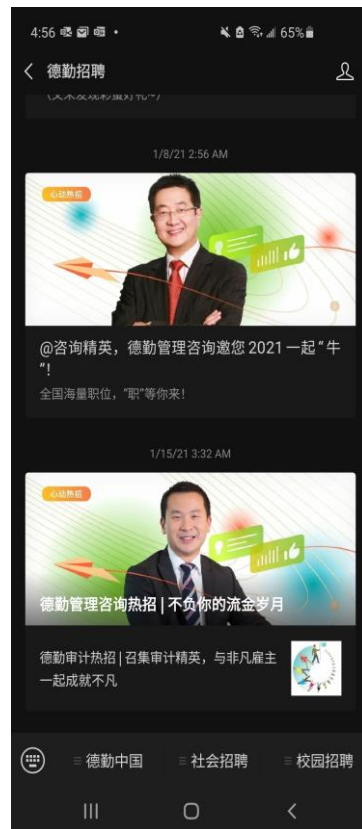 4:56
65%
德勤招聘
1/8/21 2:56 AM
心动热招
@咨询精英，德勤管理咨询邀您 2021 一起 “ 牛
”!
全国海量职位，“职”等你来!
1/15/21 3:32 AM
心动热招
德勤管理咨询热招 | 不负你的流金岁月
德勤审计热招 | 召集审计精英，与非凡雇主
一起成就不凡
德勤中国
社会招聘
校园招聘